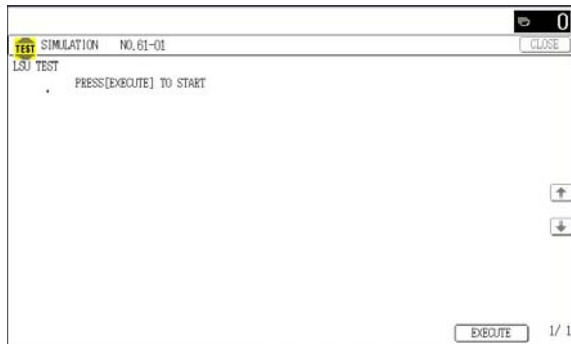 0
TEST SIMULATION NO.61-01 CLOSE
LSU TEST
PRESS[EXECUTE] TO START
EXECUTE 1/ 1